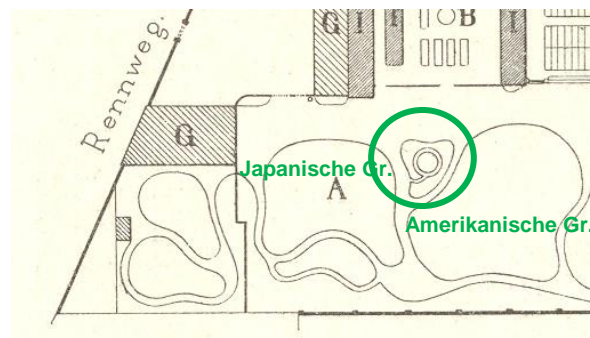 G
I
I
B
I
Rennweg.
G
Japanische Gr.
A
Amerikanische Gr.